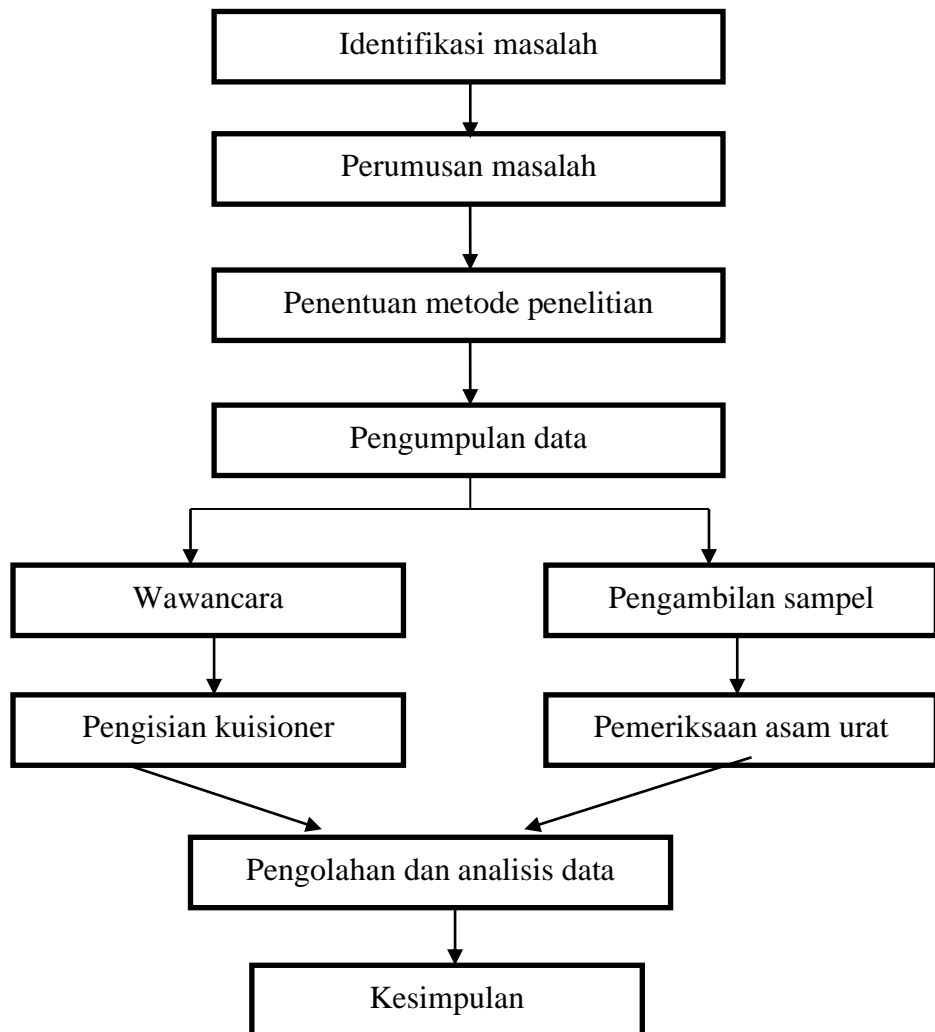 Identifikasi masalah
Perumusan masalah
Penentuan metode penelitian
Pengumpulan data
Wawancara
Pengambilan sampel
Pengisian kuisioner
Pemeriksaan asam urat
Pengolahan dan analisis data
Kesimpulan